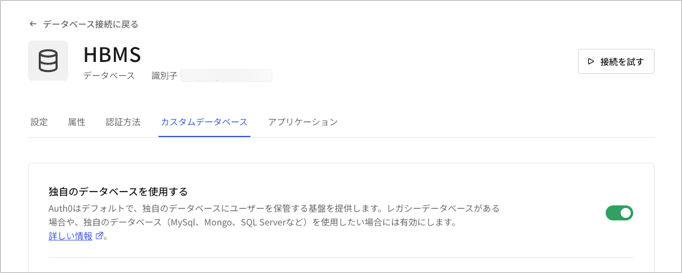 ← データベース接続に戻る
HBMS
データベース 識別子
接続を試す
設定 属性 認証方法 カスタムデータベース アプリケーション
独自のデータベースを使用する
Auth0はデフォルトで、独自のデータベースにユーザーを保管する基盤を提供します。レガシーデータベースがある
場合や、独自のデータベース（MySql、Mongo、SQL Serverなど）を使用したい場合には有効にします。
詳しい情報。